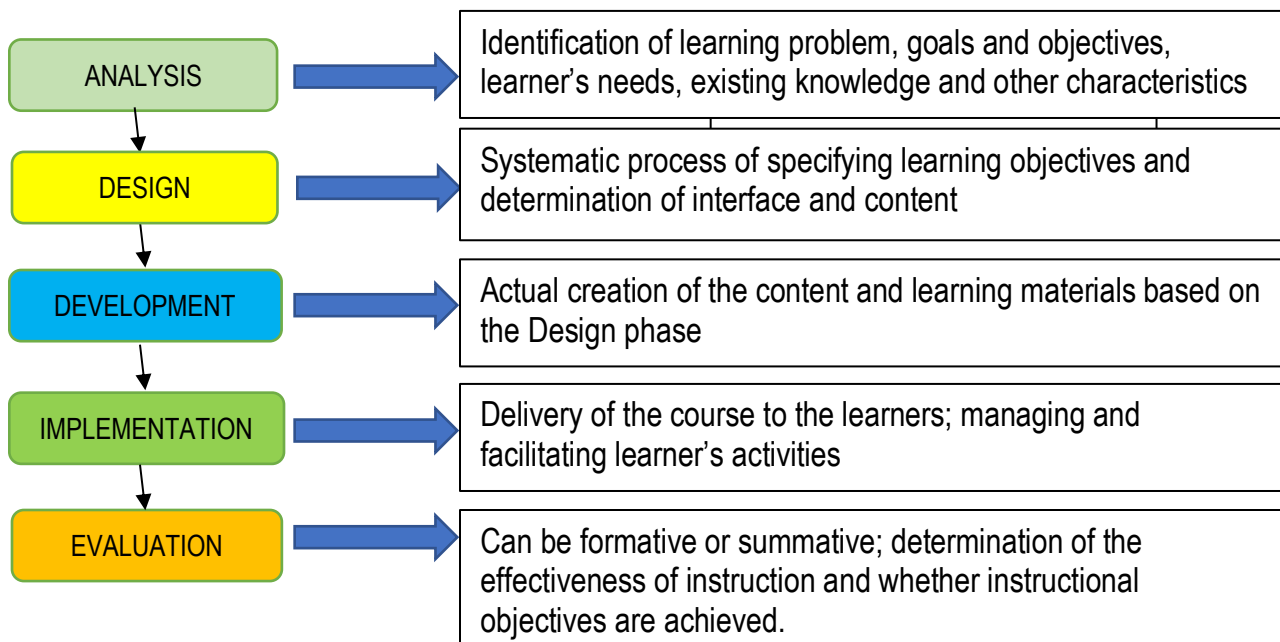 ANALYSIS
Identification of learning problem, goals and objectives,
learner’s needs, existing knowledge and other characteristics
DESIGN
Systematic process of specifying learning objectives and
determination of interface and content
DEVELOPMENT
Actual creation of the content and learning materials based on
the Design phase
IMPLEMENTATION
Delivery of the course to the learners; managing and
facilitating learner’s activities
EVALUATION
Can be formative or summative; determination of the
effectiveness of instruction and whether instructional
objectives are achieved.